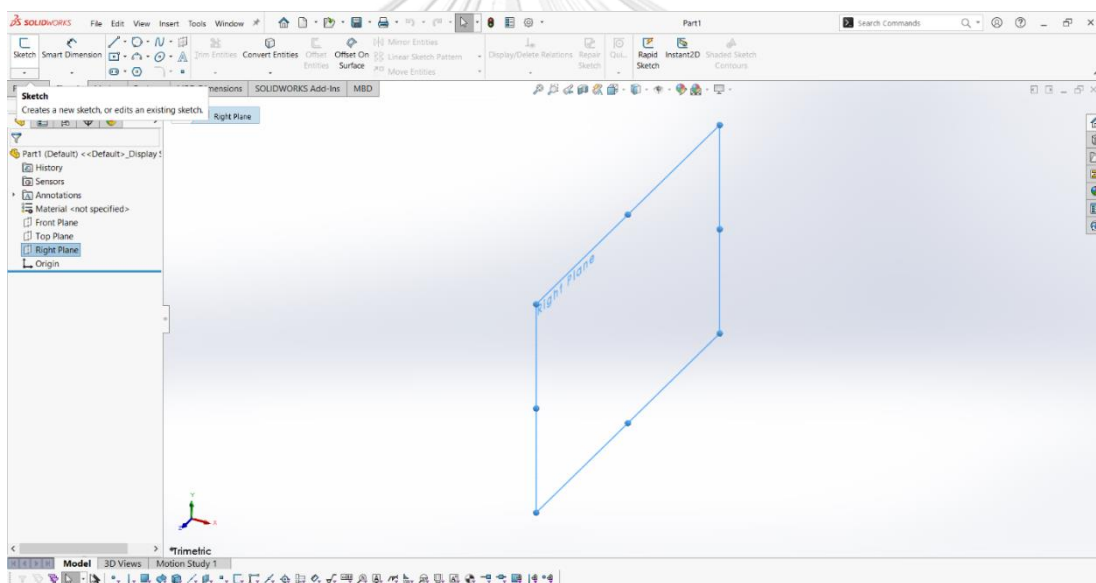 SOLIDWORKS File Edit View Insert Tools Window Part1 Search Commands
Sketch Smart Dimension Trim Entities Convert Entities Offset Entities Offset On Surface Mirror Entities Linear Sketch Pattern Move Entities Display/Delete Relations Repair Sketch Qui... Rapid Sketch Instant2D Shaded Sketch Contours
SOLIDWORKS Add-Ins MBD
Sketch
Creates a new sketch, or edits an existing sketch.
Right Plane
Part1 (Default) <<Default>_Display
History
Sensors
Annotations
Material <not specified>
Front Plane
Top Plane
Right Plane
Origin
Right Plane
Y
X
Z
*Trimetric
Model 3D Views Motion Study 1